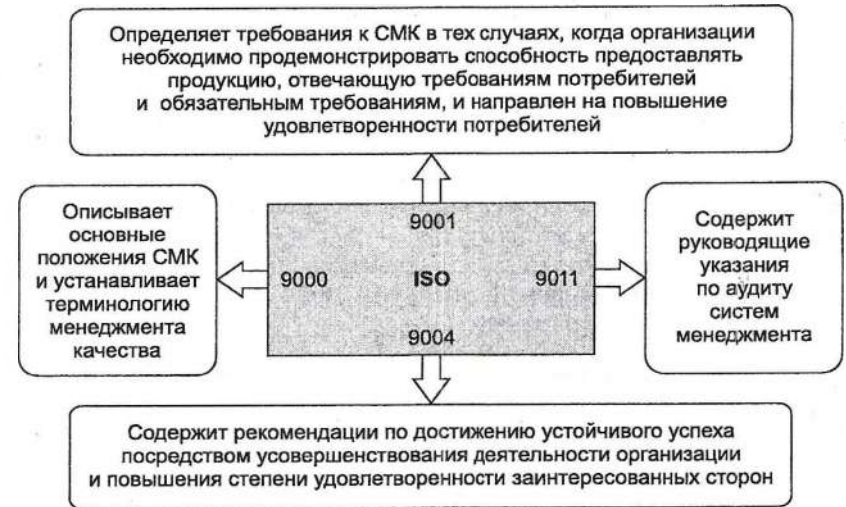 Определяет требования к СМК в тех случаях, когда организации
необходимо продемонстрировать способность предоставлять
продукцию, отвечающую требованиям потребителей
и обязательным требованиям, и направлен на повышение
удовлетворенности потребителей
Описывает
основные
положения СМК
и устанавливает
терминологию
менеджмента
качества
9001
9000
ISO
9011
9004
Содержит
руководящие
указания
по аудиту
систем
менеджмента
Содержит рекомендации по достижению устойчивого успеха
посредством усовершенствования деятельности организации
и повышения степени удовлетворенности заинтересованных сторон